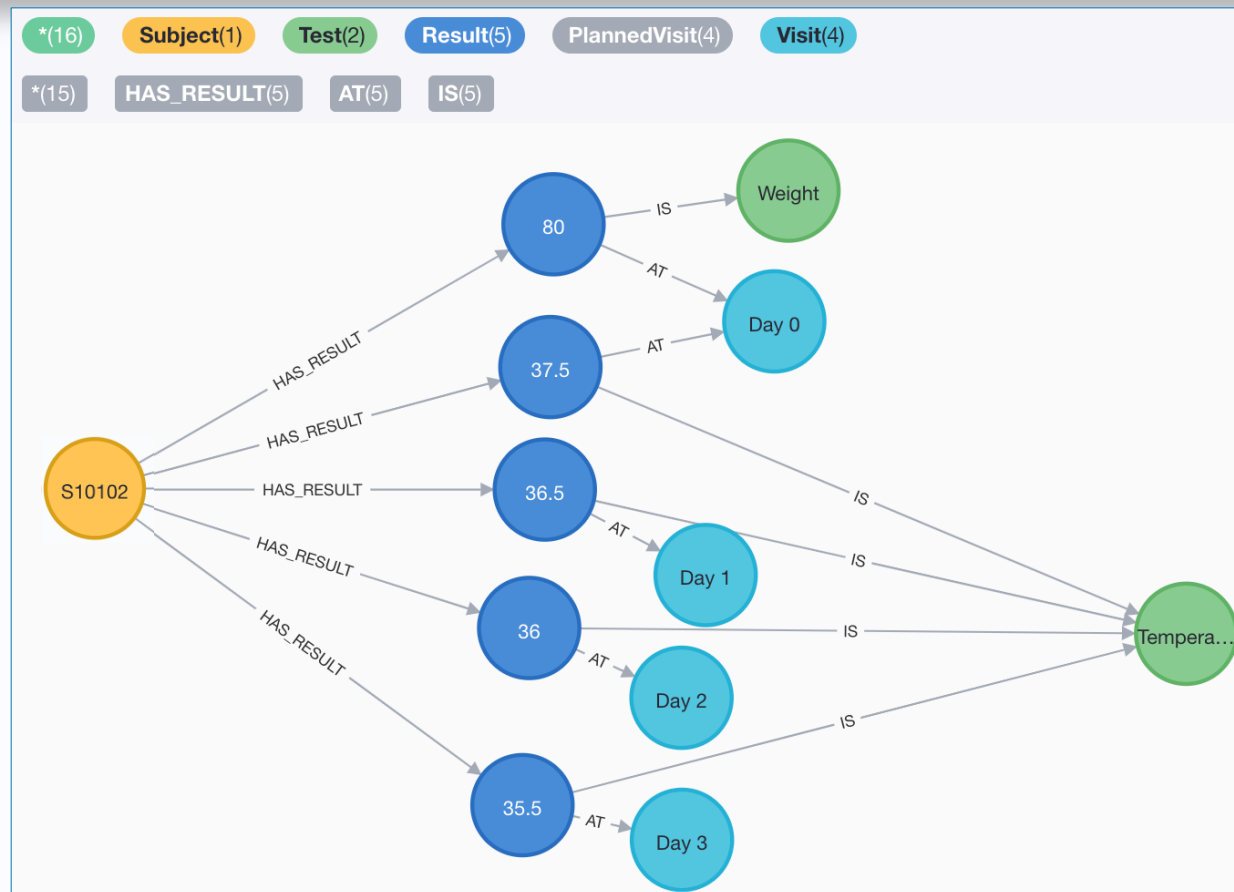 *(16) Subject(1) Test(2) Result(5) PlannedVisit(4) Visit(4)
*(15) HAS_RESULT(5) AT(5) IS(5)
Weight
80
IS
AT
Day 0
HAS_RESULT
37.5
AT
HAS_RESULT
IS
S10102
HAS_RESULT
36.5
AT
IS
Day 1
HAS_RESULT
36
IS
Tempera...
AT
HAS_RESULT
Day 2
IS
35.5
AT
Day 3